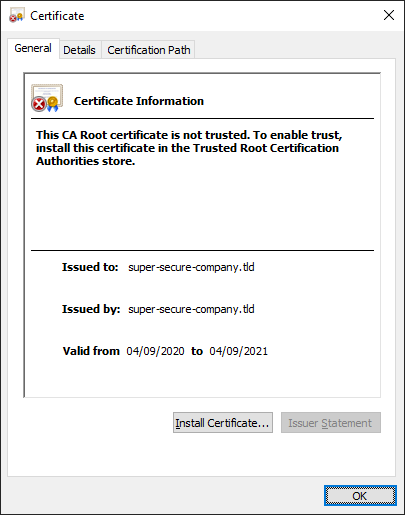 Certificate
General Details Certification Path
Certificate Information
This CA Root certificate is not trusted. To enable trust,
install this certificate in the Trusted Root Certification
Authorities store.
Issued to: super-secure-company.tld
Issued by: super-secure-company.tld
Valid from 04/09/2020 to 04/09/2021
Install Certificate... Issuer Statement
OK